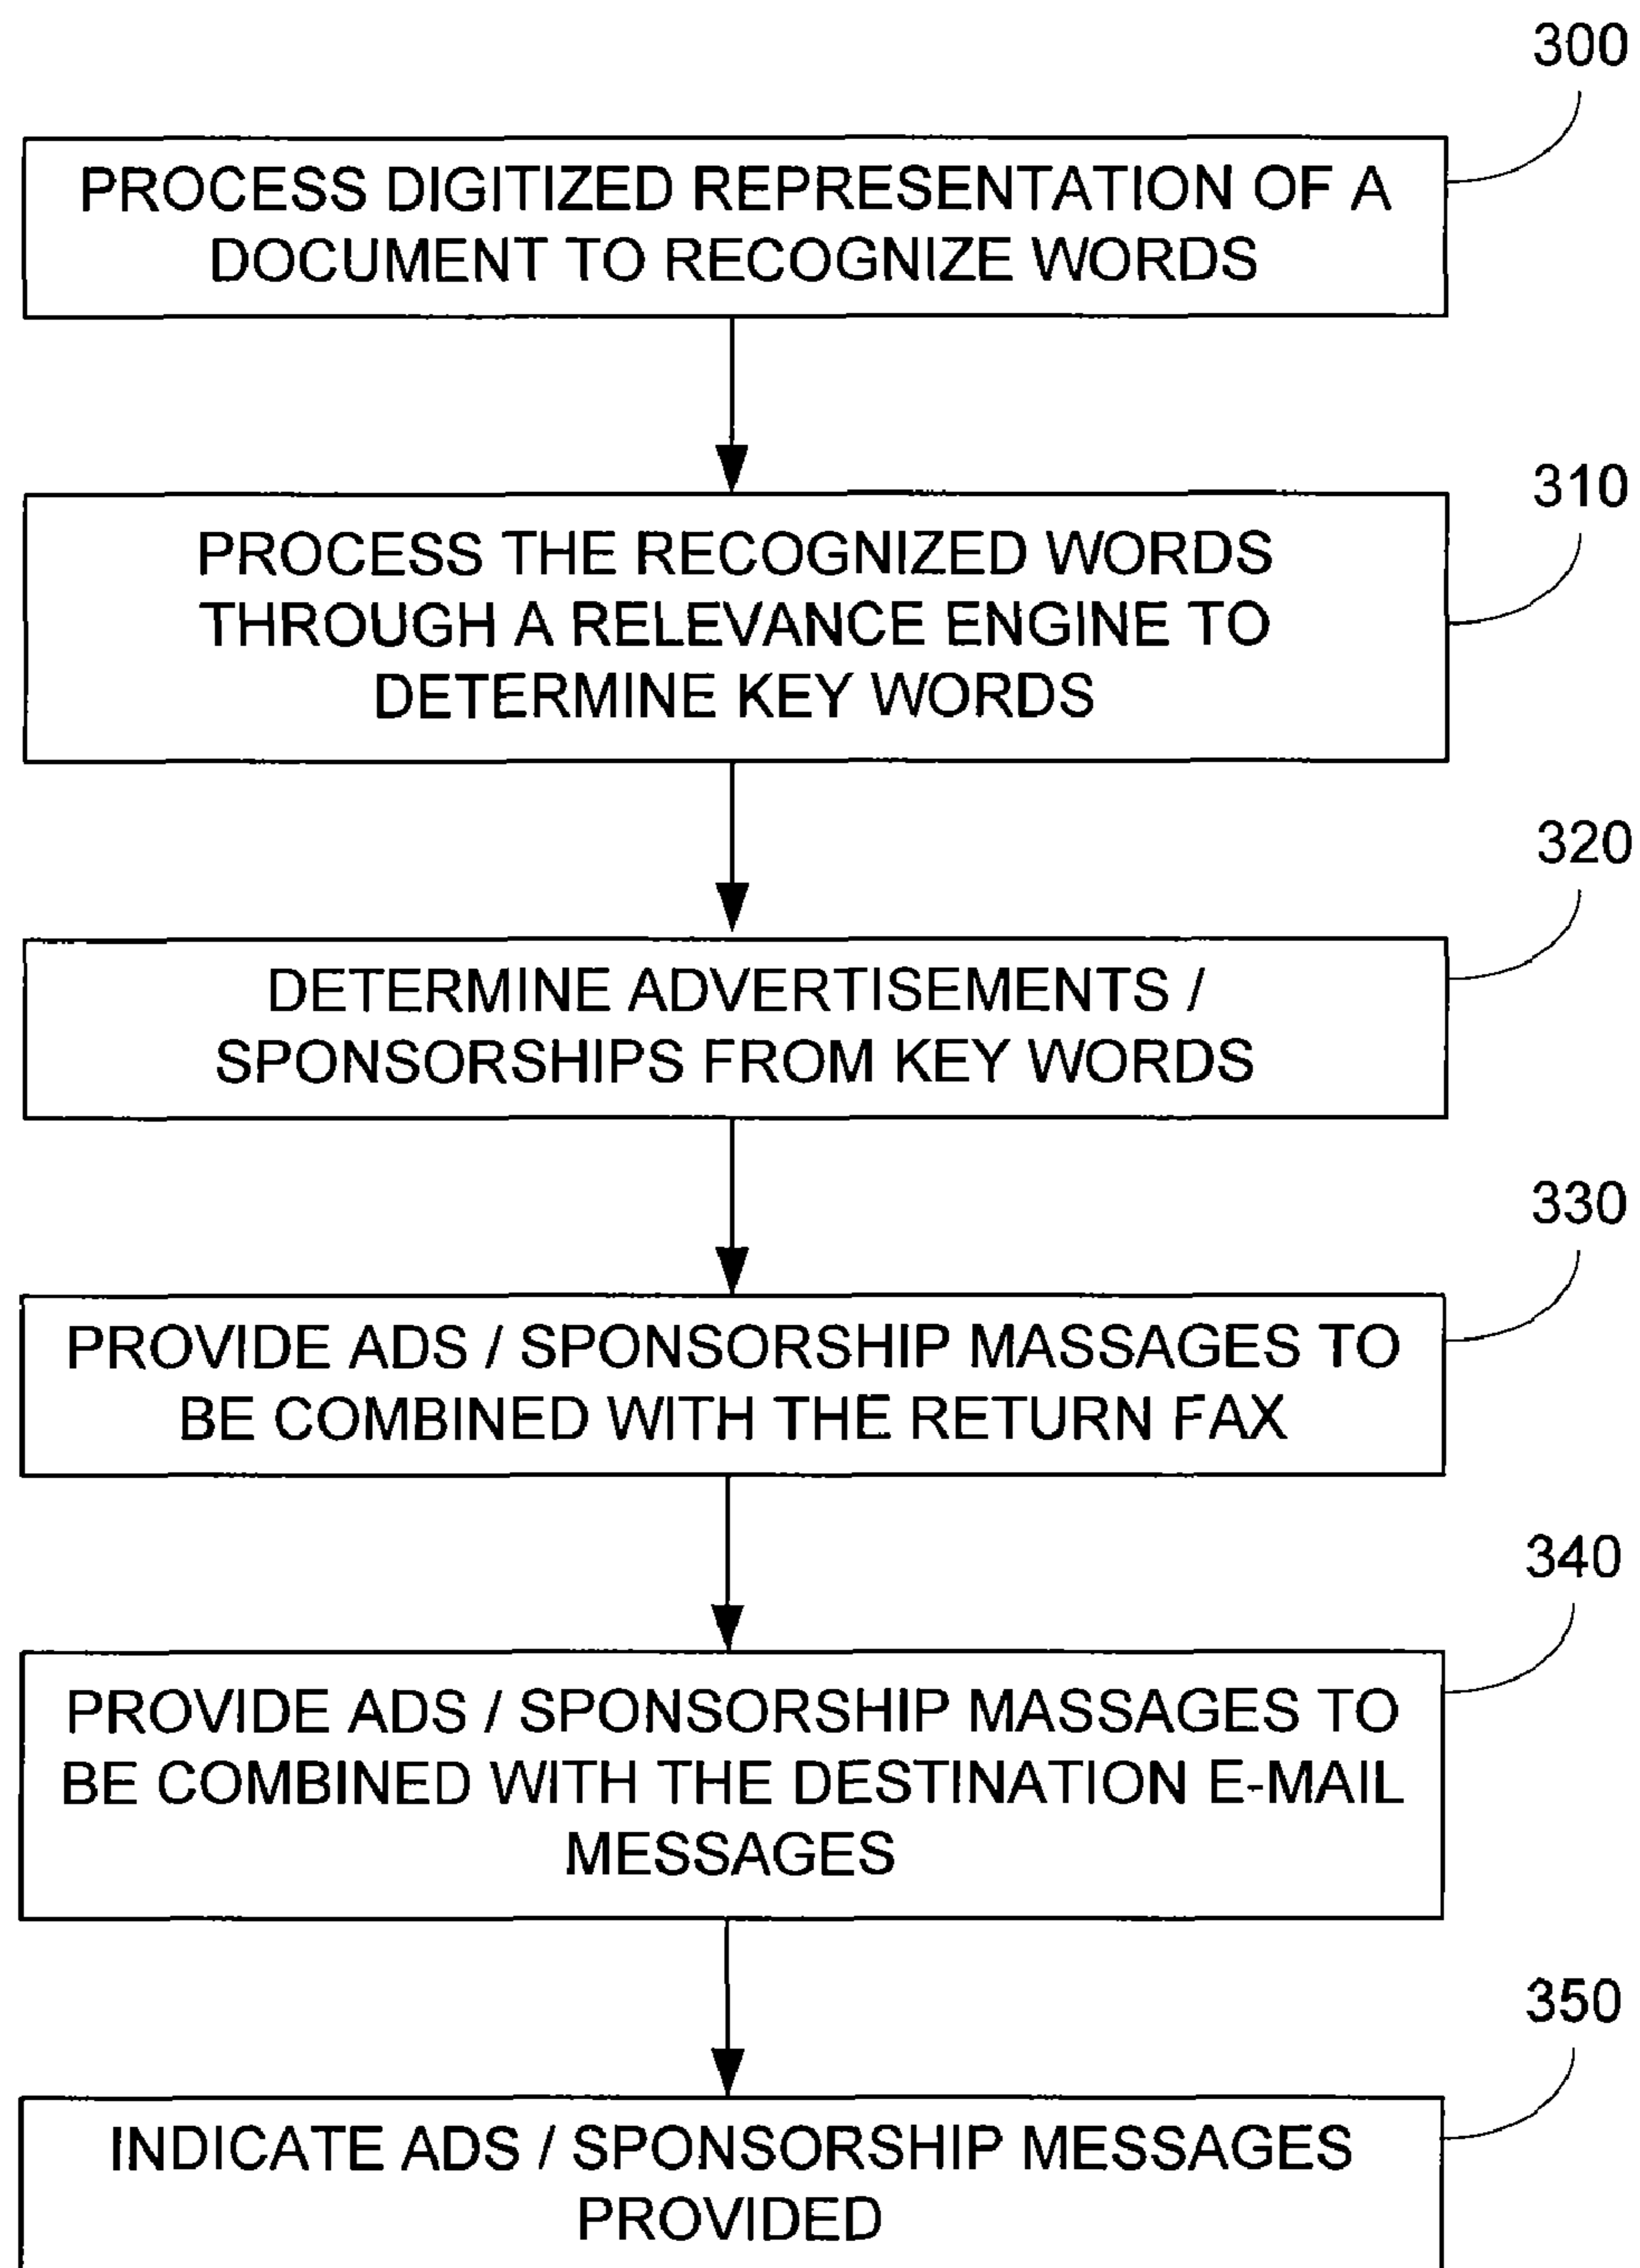 300
PROCESS DIGITIZED REPRESENTATION OF A
DOCUMENT TO RECOGNIZE WORDS
310
PROCESS THE RECOGNIZED WORDS
THROUGH A RELEVANCE ENGINE TO
DETERMINE KEY WORDS
320
DETERMINE ADVERTISEMENTS /
SPONSORSHIPS FROM KEY WORDS
330
PROVIDE ADS / SPONSORSHIP MASSAGES TO
BE COMBINED WITH THE RETURN FAX
340
PROVIDE ADS / SPONSORSHIP MASSAGES TO
BE COMBINED WITH THE DESTINATION E-MAIL
MESSAGES
350
INDICATE ADS / SPONSORSHIP MESSAGES
PROVIDED